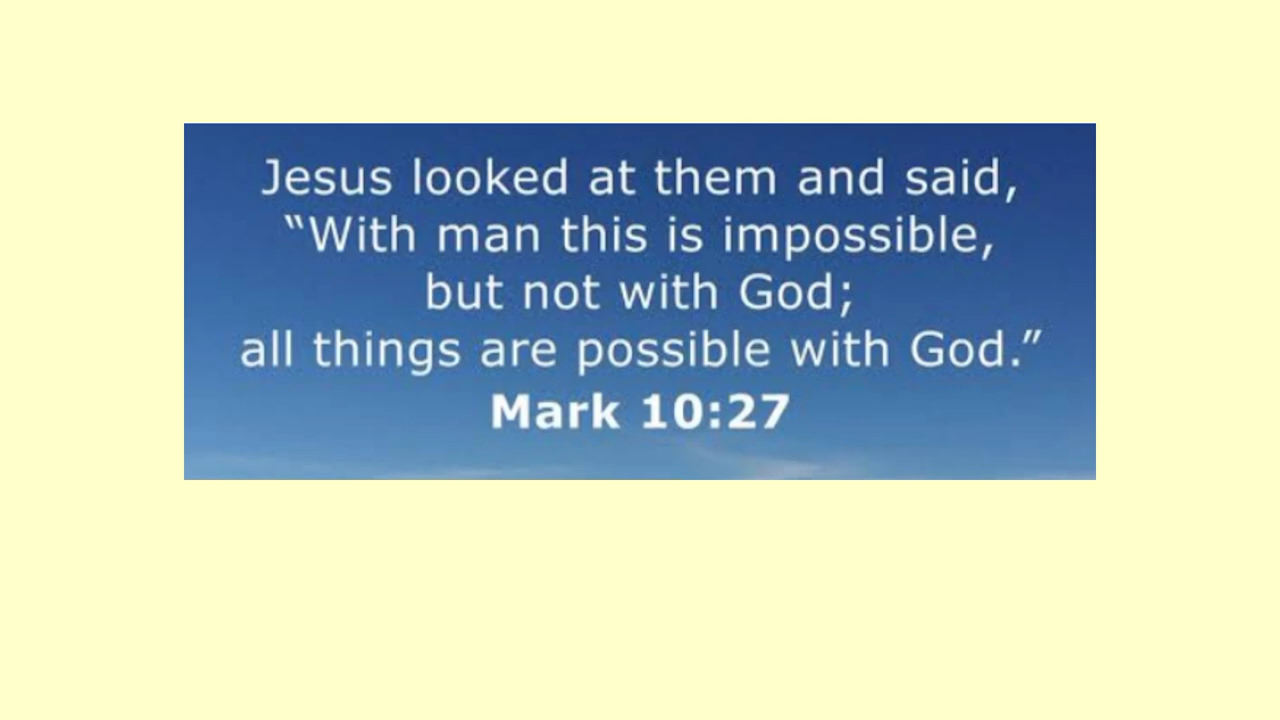 Jesus looked at them and said,
“With man this is impossible,
but not with God;
all things are possible with God.”
Mark 10:27